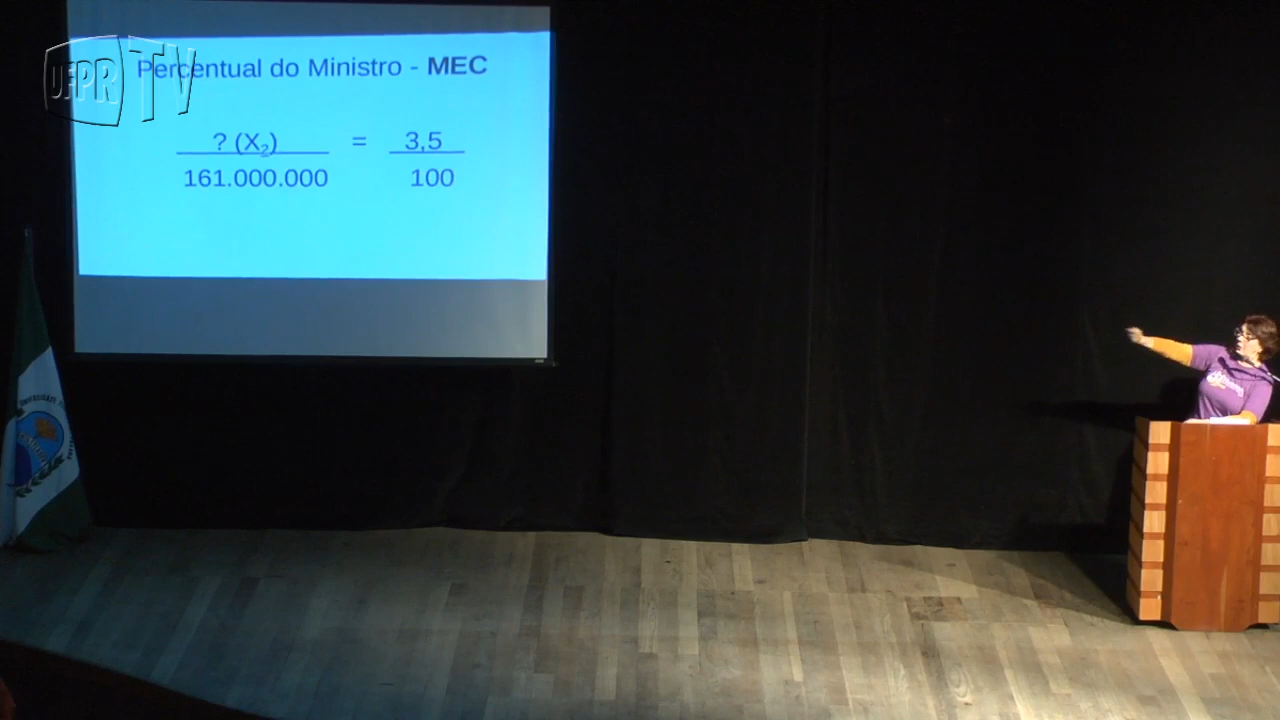 UFPR TV
Percentual do Ministro - MEC
? (X₂) = 3,5
161.000.000 100